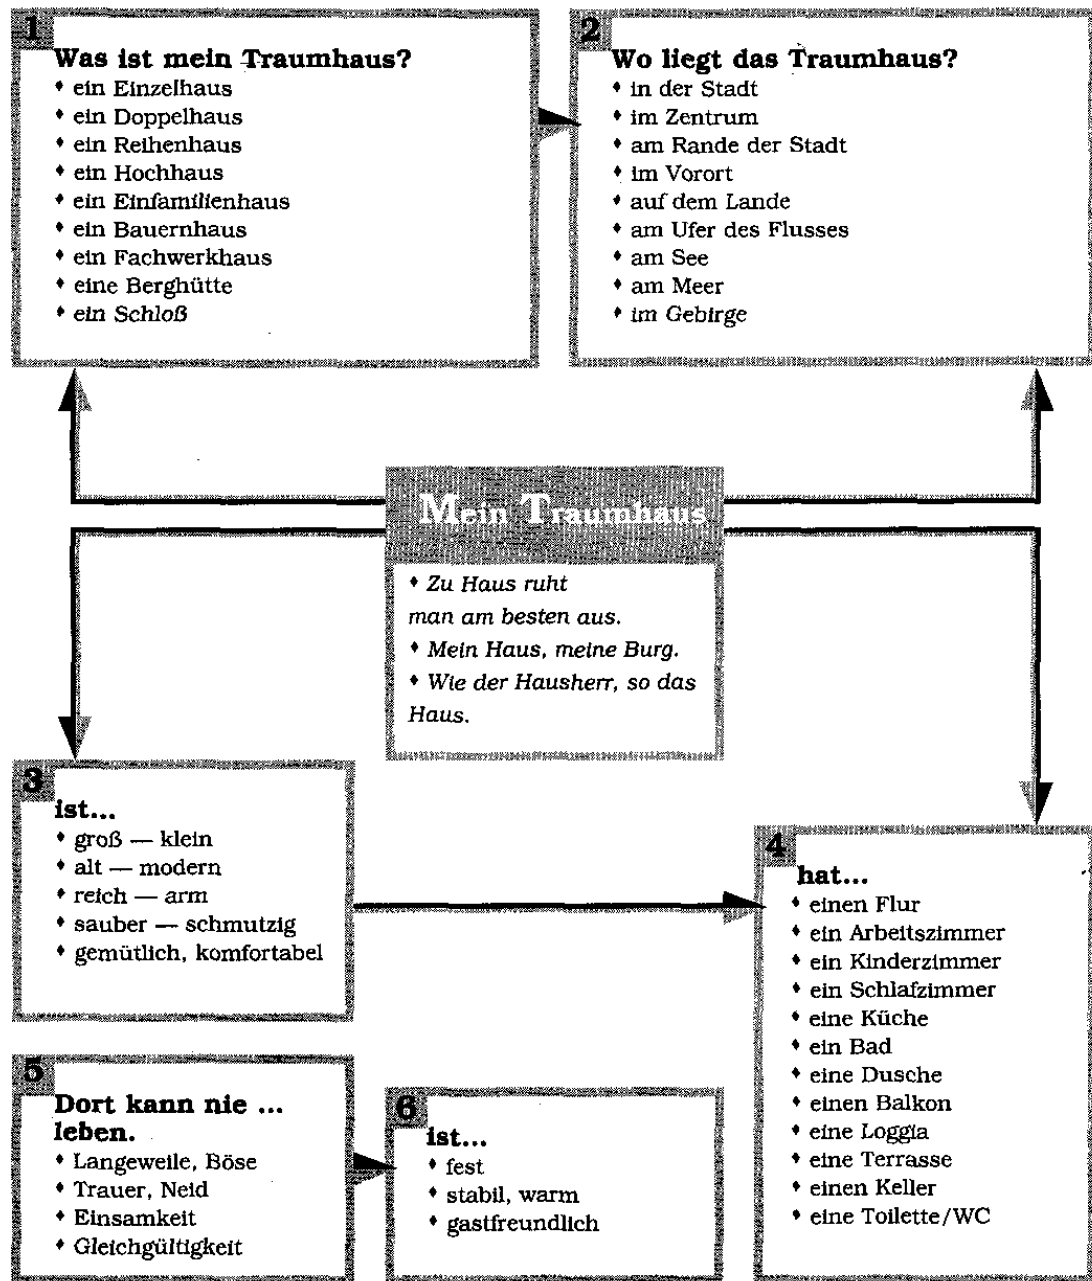 1
Was ist mein Traumhaus?
♦ ein Einzelhaus
♦ ein Doppelhaus
♦ ein Reihenhaus
♦ ein Hochhaus
♦ ein Einfamilienhaus
♦ ein Bauernhaus
♦ ein Fachwerkhaus
♦ eine Berghütte
♦ ein Schloß
2
Wo liegt das Traumhaus?
♦ in der Stadt
♦ im Zentrum
♦ am Rande der Stadt
♦ im Vorort
♦ auf dem Lande
♦ am Ufer des Flusses
♦ am See
♦ am Meer
♦ im Gebirge
Mein Traumhaus
♦ Zu Haus ruht
man am besten aus.
♦ Mein Haus, meine Burg.
♦ Wie der Hausherr, so das
Haus.
3
ist...
♦ groß — klein
♦ alt — modern
♦ reich — arm
♦ sauber — schmutzig
♦ gemütlich, komfortabel
4
hat...
♦ einen Flur
♦ ein Arbeitszimmer
♦ ein Kinderzimmer
♦ ein Schlafzimmer
♦ eine Küche
♦ ein Bad
♦ eine Dusche
♦ einen Balkon
♦ eine Loggia
♦ eine Terrasse
♦ einen Keller
♦ eine Toilette/WC
5
Dort kann nie ...
leben.
♦ Langeweile, Böse
♦ Trauer, Neid
♦ Einsamkeit
♦ Gleichgültigkeit
6
ist...
♦ fest
♦ stabil, warm
♦ gastfreundlich